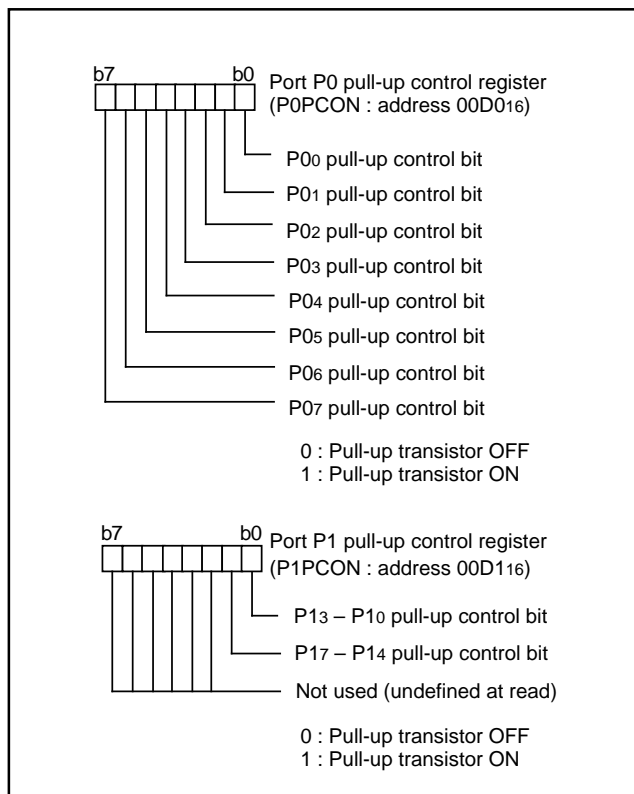 b7 b0 Port P0 pull-up control register
(P0PCON : address 00D016)
P00 pull-up control bit
P01 pull-up control bit
P02 pull-up control bit
P03 pull-up control bit
P04 pull-up control bit
P05 pull-up control bit
P06 pull-up control bit
P07 pull-up control bit
0 : Pull-up transistor OFF
1 : Pull-up transistor ON
b7 b0 Port P1 pull-up control register
(P1PCON : address 00D116)
P13 – P10 pull-up control bit
P17 – P14 pull-up control bit
Not used (undefined at read)
0 : Pull-up transistor OFF
1 : Pull-up transistor ON